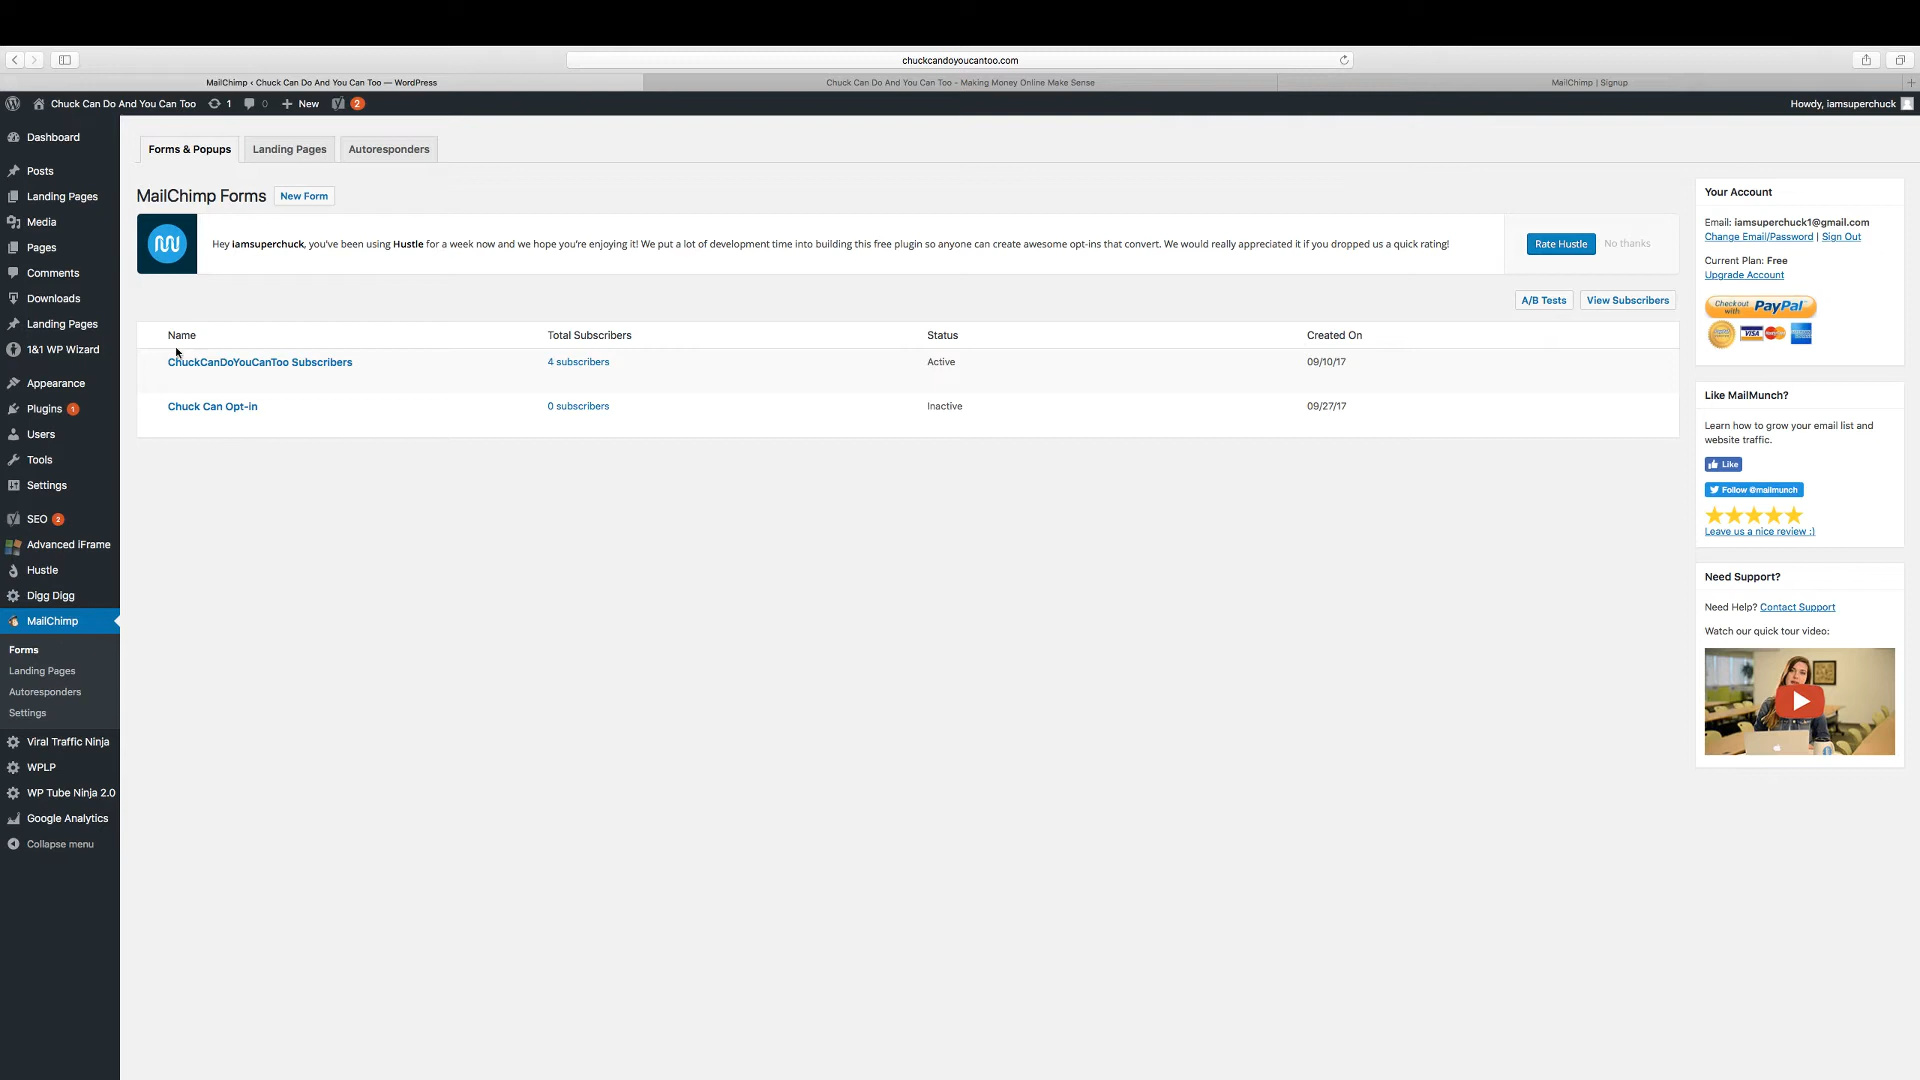 chuckcandoyoucantoo.com
MailChimp ‹ Chuck Can Do And You Can Too — WordPress
Chuck Can Do And You Can Too - Making Money Online Make Sense
MailChimp | Signup
Chuck Can Do And You Can Too
1
0
New
2
Howdy, iamsuperchuck
Dashboard
Posts
Landing Pages
Media
Pages
Comments
Downloads
Landing Pages
1&1 WP Wizard
Appearance
Plugins 1
Users
Tools
Settings
SEO 2
Advanced iFrame
Hustle
Digg Digg
MailChimp
Forms
Landing Pages
Autoresponders
Settings
Viral Traffic Ninja
WPLP
WP Tube Ninja 2.0
Google Analytics
Collapse menu
Forms & Popups
Landing Pages
Autoresponders
MailChimp Forms
New Form
Hey iamsuperchuck, you've been using Hustle for a week now and we hope you're enjoying it! We put a lot of development time into building this free plugin so anyone can create awesome opt-ins that convert. We would really appreciated it if you dropped us a quick rating!
Rate Hustle
No thanks
A/B Tests
View Subscribers
Name Total Subscribers Status Created On
ChuckCanDoYouCanToo Subscribers 4 subscribers Active 09/10/17
Chuck Can Opt-in 0 subscribers Inactive 09/27/17
Your Account
Email: iamsuperchuck1@gmail.com
Change Email/Password | Sign Out
Current Plan: Free
Upgrade Account
Checkout with PayPal
VISA
Like MailMunch?
Learn how to grow your email list and
website traffic.
Like
Follow @mailmunch
Leave us a nice review :)
Need Support?
Need Help? Contact Support
Watch our quick tour video: